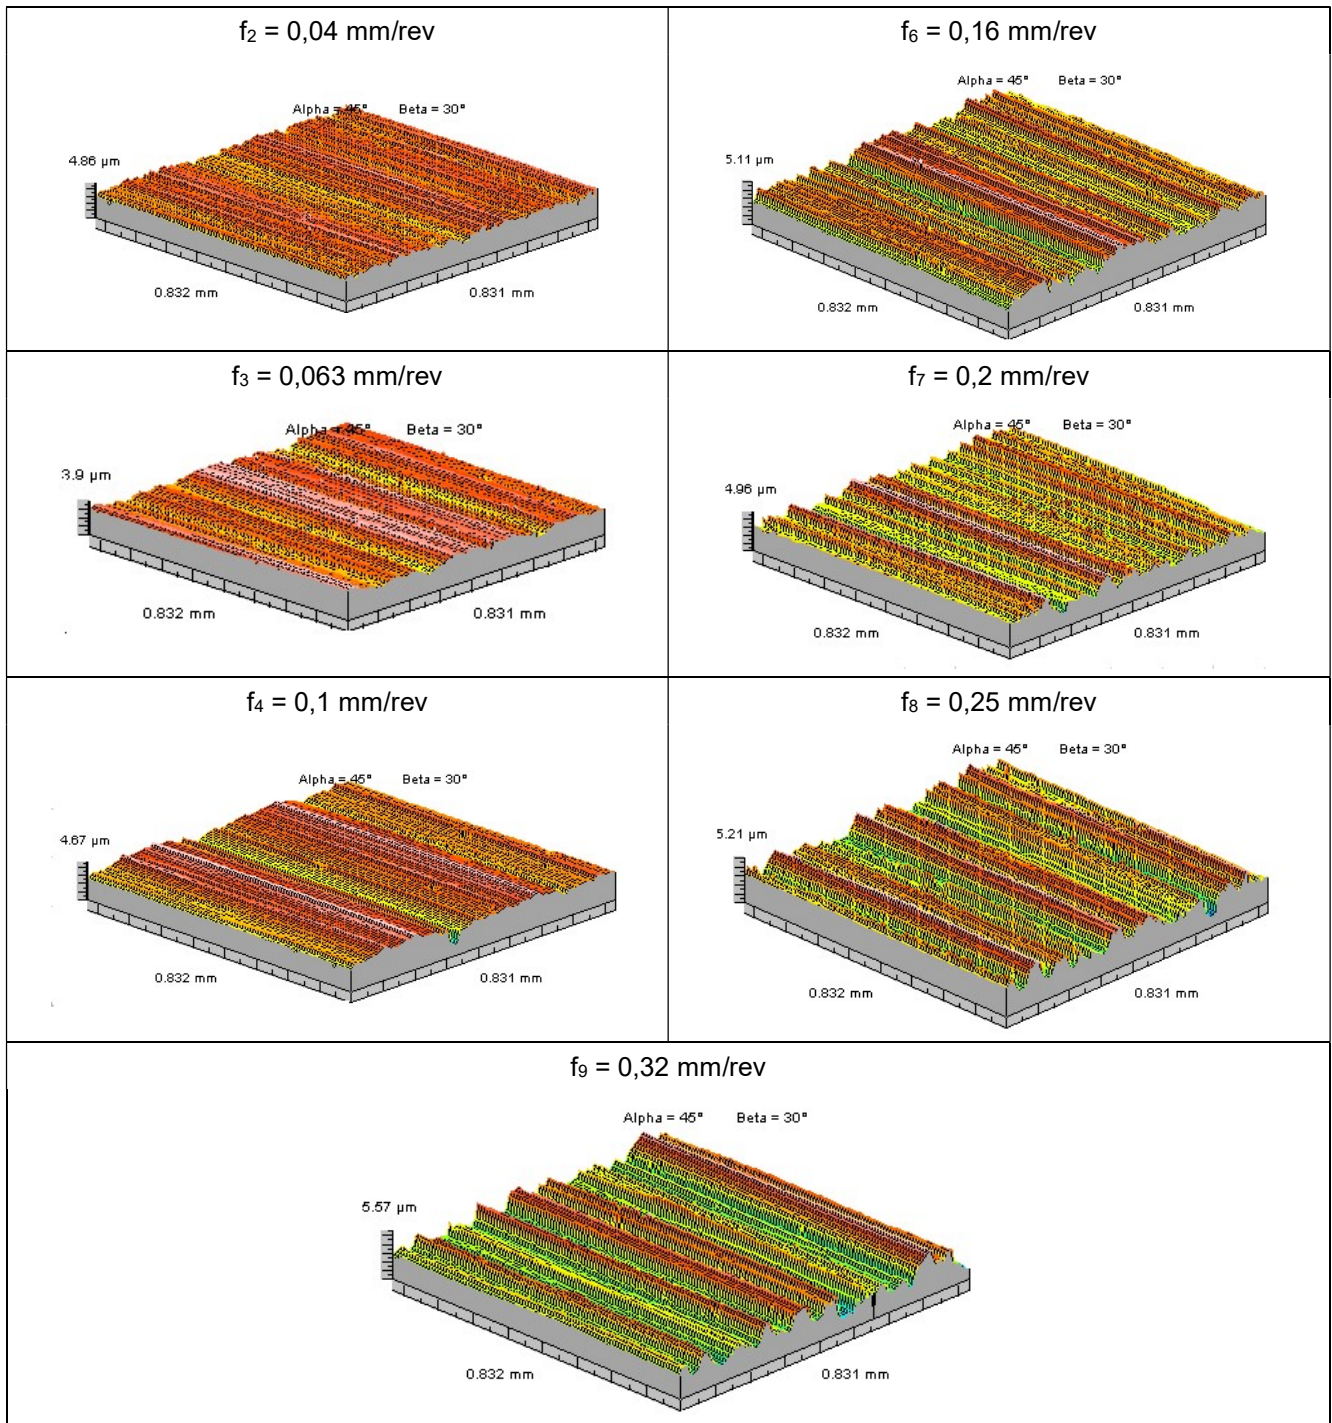 f₂ = 0,04 mm/rev
Alpha = 45° Beta = 30°
4.86 µm
0.832 mm
0.831 mm
f₆ = 0,16 mm/rev
Alpha = 45° Beta = 30°
5.11 µm
0.832 mm
0.831 mm
f₃ = 0,063 mm/rev
Alpha = 45° Beta = 30°
3.9 µm
0.832 mm
0.831 mm
f₇ = 0,2 mm/rev
Alpha = 45° Beta = 30°
4.96 µm
0.832 mm
0.831 mm
f₄ = 0,1 mm/rev
Alpha = 45° Beta = 30°
4.67 µm
0.832 mm
0.831 mm
f₈ = 0,25 mm/rev
Alpha = 45° Beta = 30°
5.21 µm
0.832 mm
0.831 mm
f₉ = 0,32 mm/rev
Alpha = 45° Beta = 30°
5.57 µm
0.832 mm
0.831 mm